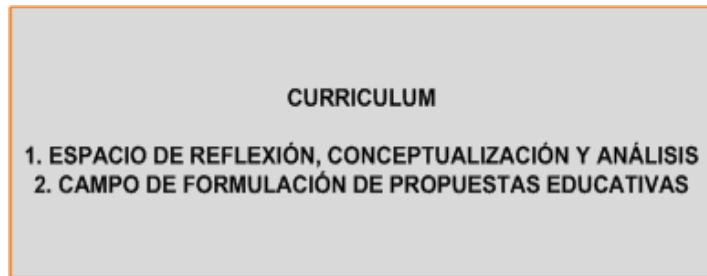 CURRICULUM
1. ESPACIO DE REFLEXIÓN, CONCEPTUALIZACIÓN Y ANÁLISIS
2. CAMPO DE FORMULACIÓN DE PROPUESTAS EDUCATIVAS